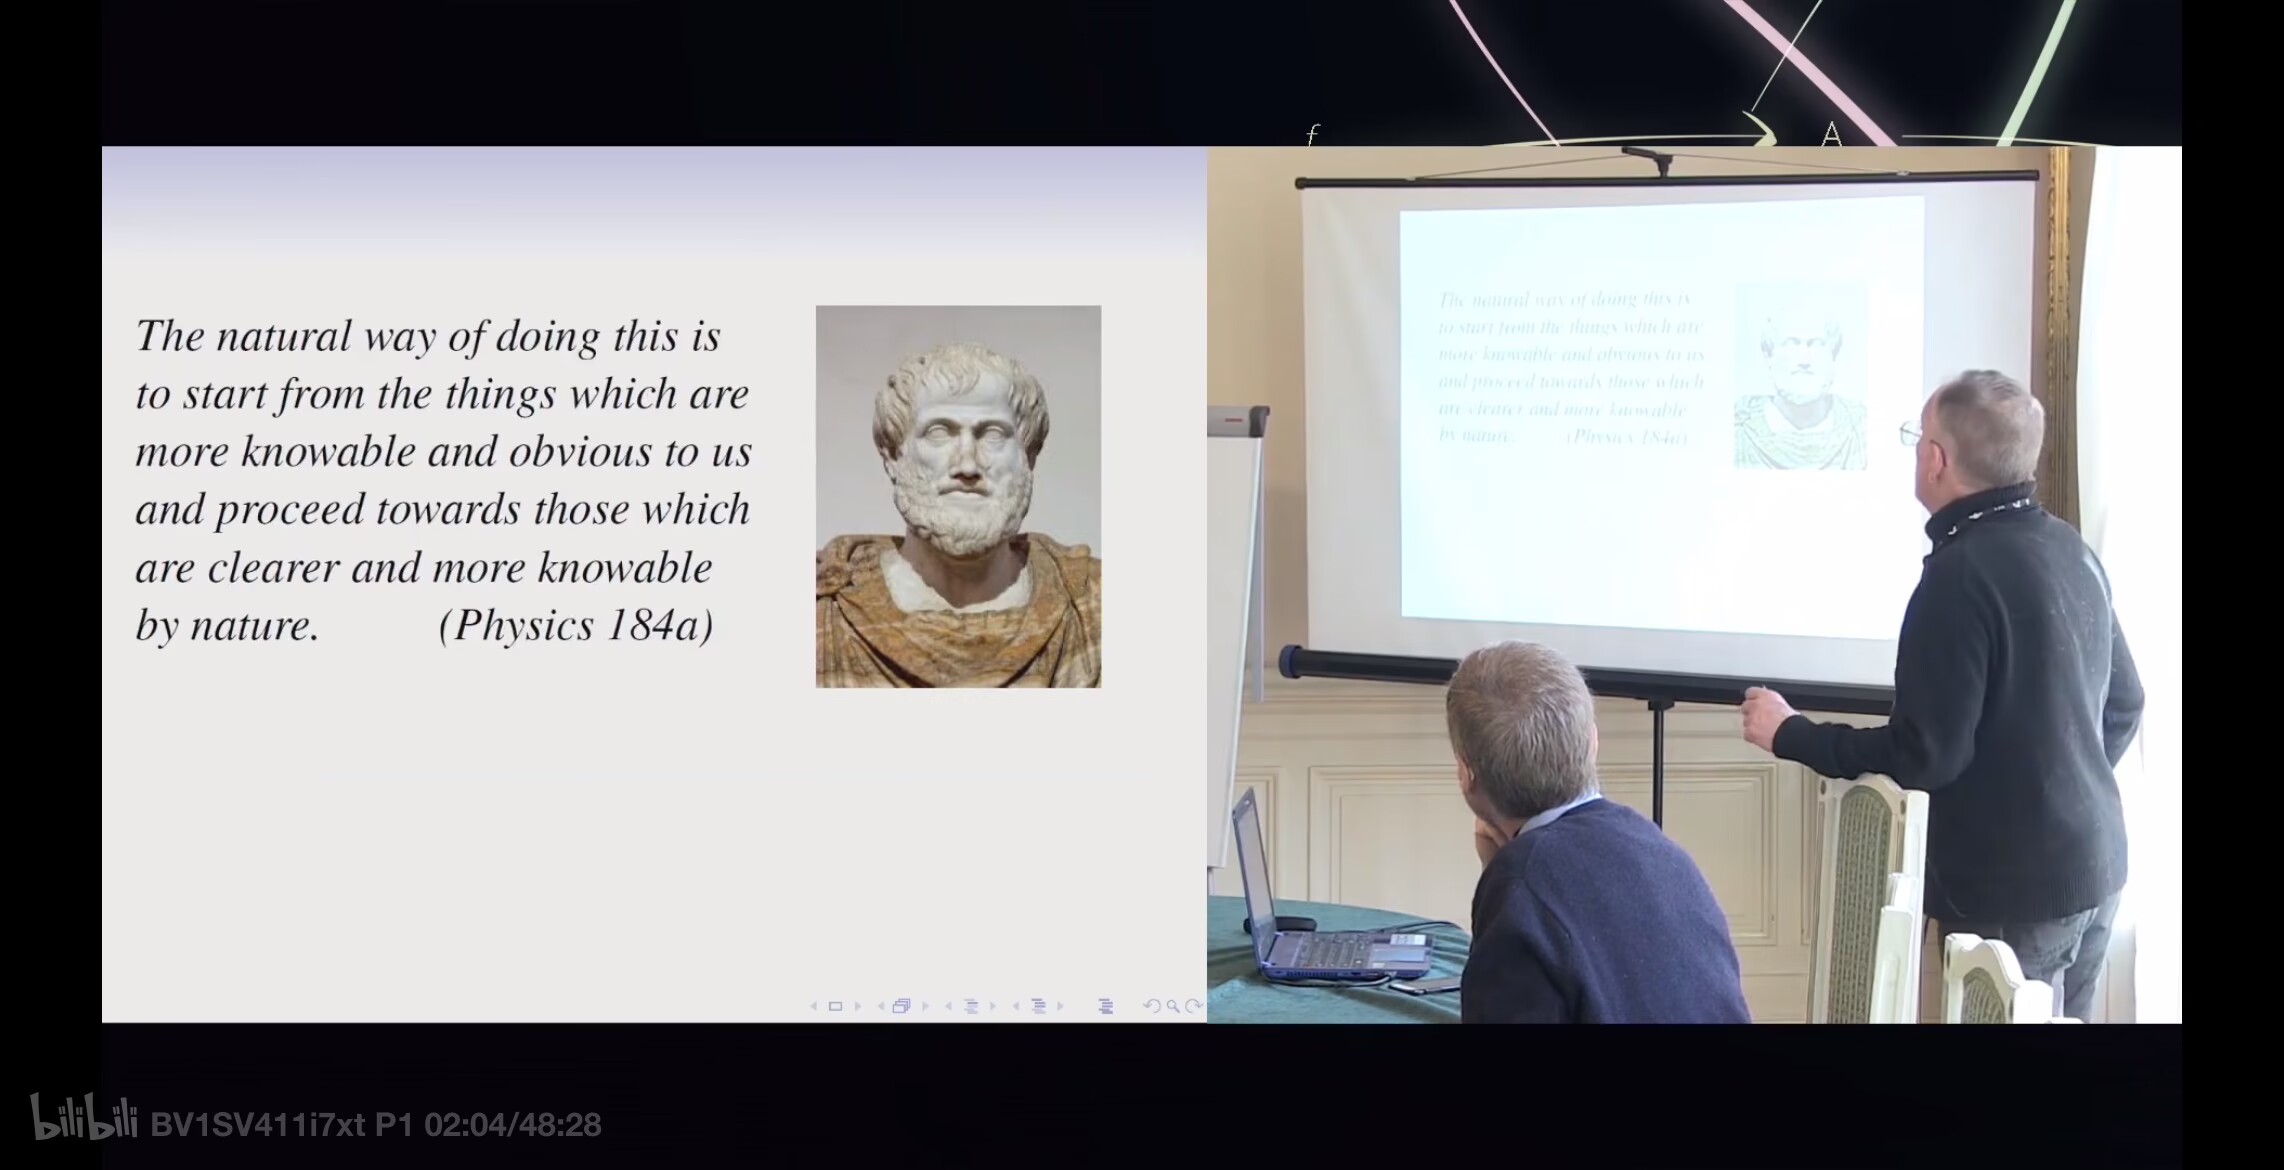 f
A
The natural way of doing this is
to start from the things which are
more knowable and obvious to us
and proceed towards those which
are clearer and more knowable
by nature. (Physics 184a)
The natural way of doing this is
to start from the things which are
more knowable and obvious to us
and proceed towards those which
are clearer and more knowable
by nature. (Physics 184a)
bilibili BV1SV411i7xt P1 02:04/48:28